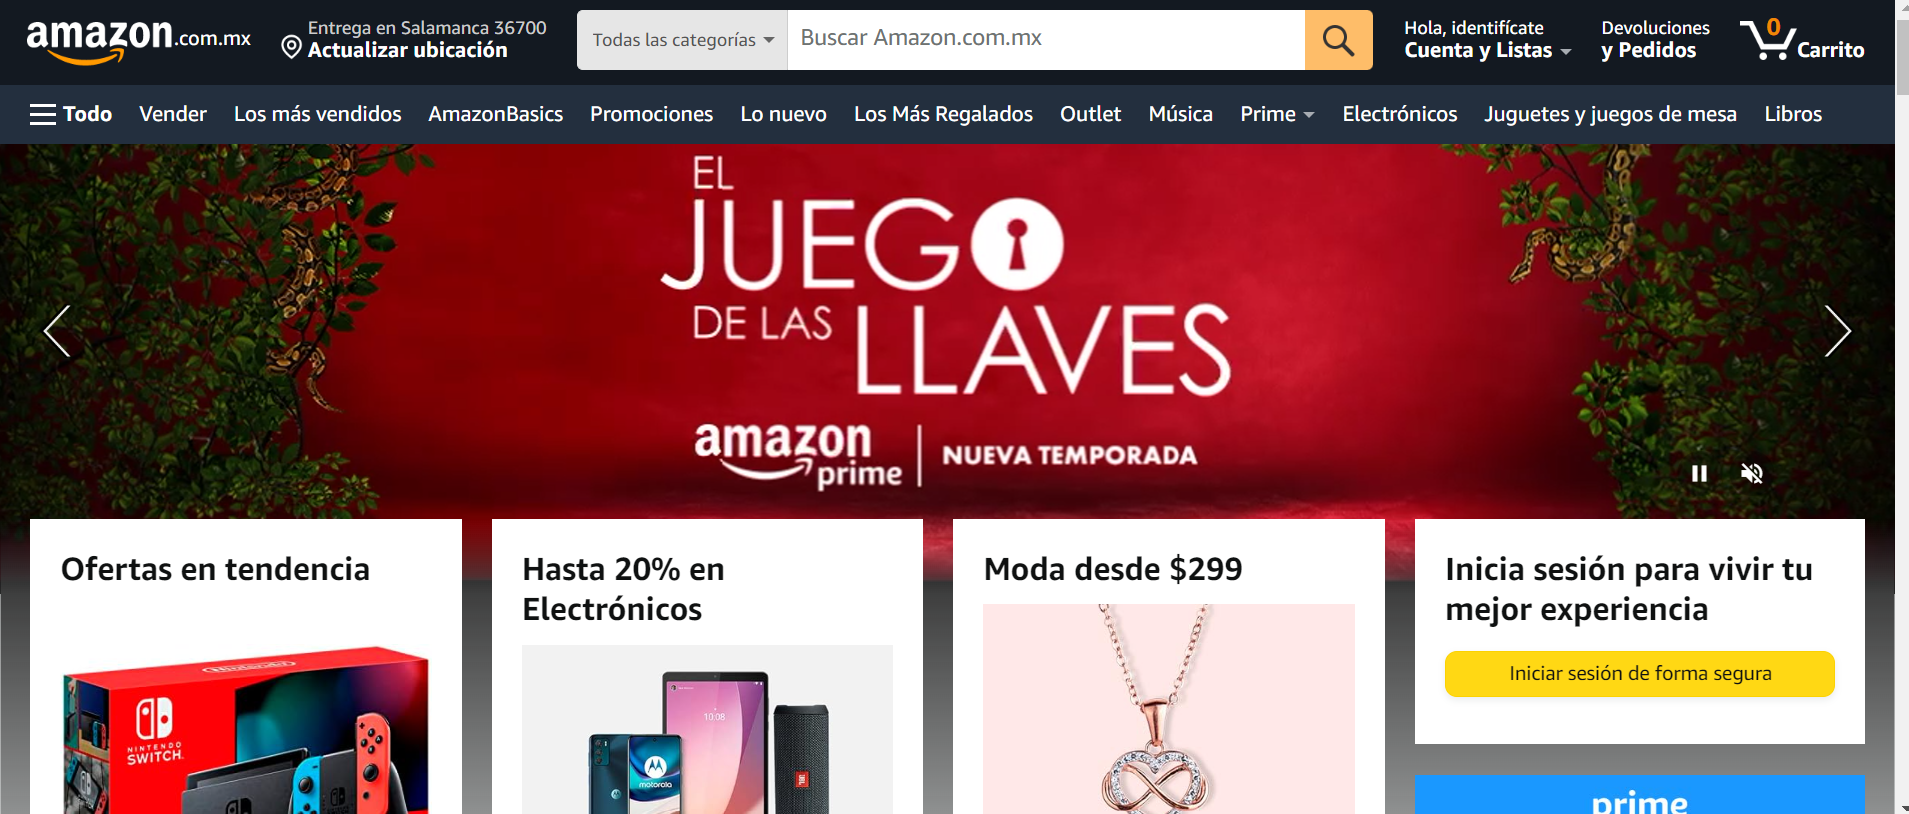 amazon.com.mx
Entrega en Salamanca 36700
Actualizar ubicación
Todas las categorías
Buscar Amazon.com.mx
Hola, identifícate
Cuenta y Listas
Devoluciones
y Pedidos
0
Carrito
Todo Vender Los más vendidos AmazonBasics Promociones Lo nuevo Los Más Regalados Outlet Música Prime Electrónicos Juguetes y juegos de mesa Libros
EL
JUEGO
DE LAS
LLAVES
amazon
prime
NUEVA TEMPORADA
Ofertas en tendencia
Nintendo
NINTENDO
SWITCH
Hasta 20% en
Electrónicos
10:08
motorola
JBL
Moda desde $299
Inicia sesión para vivir tu
mejor experiencia
Iniciar sesión de forma segura
prime